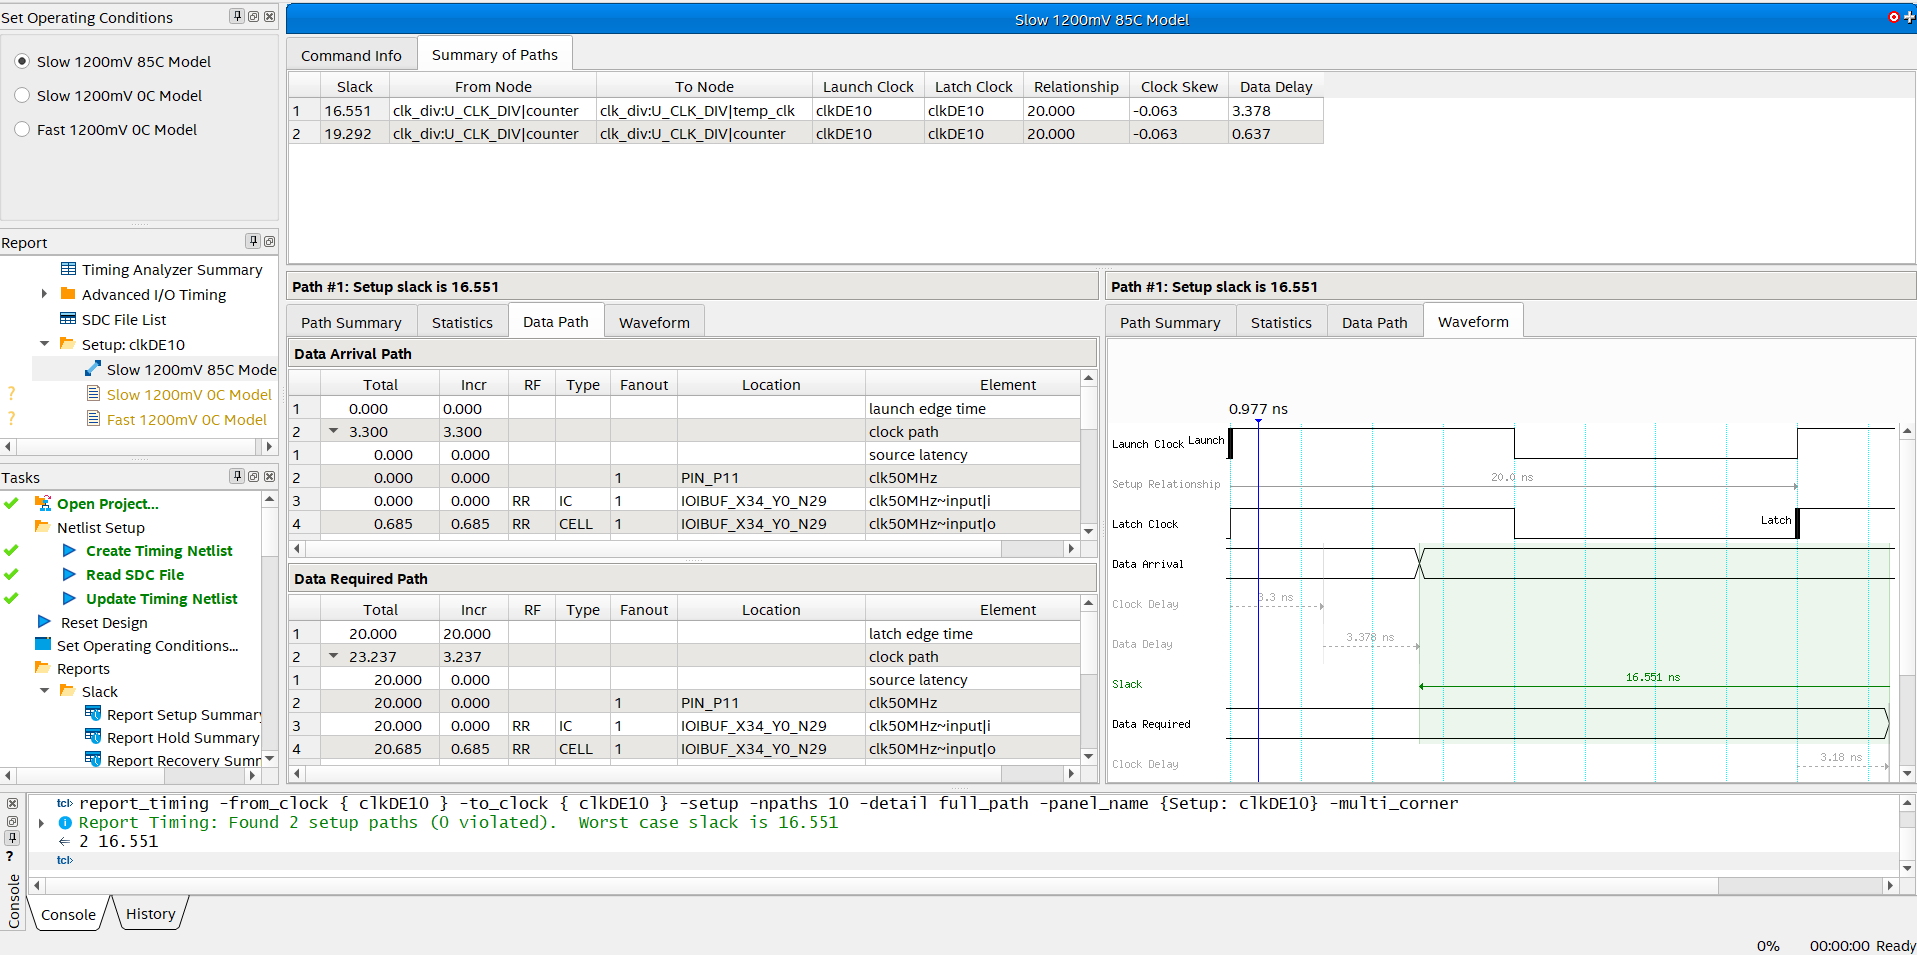 Set Operating Conditions
Slow 1200mV 85C Model
Slow 1200mV 0C Model
Fast 1200mV 0C Model
Report
Timing Analyzer Summary
Advanced I/O Timing
SDC File List
Setup: clkDE10
Slow 1200mV 85C Mode
? Slow 1200mV 0C Model
? Fast 1200mV 0C Model
Tasks
Open Project...
Netlist Setup
Create Timing Netlist
Read SDC File
Update Timing Netlist
Reset Design
Set Operating Conditions...
Reports
Slack
Report Setup Summar
Report Hold Summary
Report Recovery Sum
Slow 1200mV 85C Model
Command Info Summary of Paths
Slack From Node To Node Launch Clock Latch Clock Relationship Clock Skew Data Delay
1 16.551 clk_div:U_CLK_DIV|counter clk_div:U_CLK_DIV|temp_clk clkDE10 clkDE10 20.000 -0.063 3.378
2 19.292 clk_div:U_CLK_DIV|counter clk_div:U_CLK_DIV|counter clkDE10 clkDE10 20.000 -0.063 0.637
Path #1: Setup slack is 16.551
Path Summary Statistics Data Path Waveform
Data Arrival Path
Total Incr RF Type Fanout Location Element
1 0.000 0.000 launch edge time
2 3.300 3.300 clock path
1 0.000 0.000 source latency
2 0.000 0.000 1 PIN_P11 clk50MHz
3 0.000 0.000 RR IC 1 IOIBUF_X34_Y0_N29 clk50MHz~input|i
4 0.685 0.685 RR CELL 1 IOIBUF_X34_Y0_N29 clk50MHz~input|o
Data Required Path
Total Incr RF Type Fanout Location Element
1 20.000 20.000 latch edge time
2 23.237 3.237 clock path
1 20.000 0.000 source latency
2 20.000 0.000 1 PIN_P11 clk50MHz
3 20.000 0.000 RR IC 1 IOIBUF_X34_Y0_N29 clk50MHz~input|i
4 20.685 0.685 RR CELL 1 IOIBUF_X34_Y0_N29 clk50MHz~input|o
Path #1: Setup slack is 16.551
Path Summary Statistics Data Path Waveform
0.977 ns
Launch Clock Launch
Setup Relationship 20.0 ns
Latch Clock Latch
Data Arrival
Clock Delay 3.3 ns
Data Delay 3.378 ns
Slack 16.551 ns
Data Required
Clock Delay 3.18 ns
tcl> report_timing -from_clock { clkDE10 } -to_clock { clkDE10 } -setup -npaths 10 -detail full_path -panel_name {Setup: clkDE10} -multi_corner
Report Timing: Found 2 setup paths (0 violated). Worst case slack is 16.551
2 16.551
tcl>
?
Console
Console History
0% 00:00:00 Ready